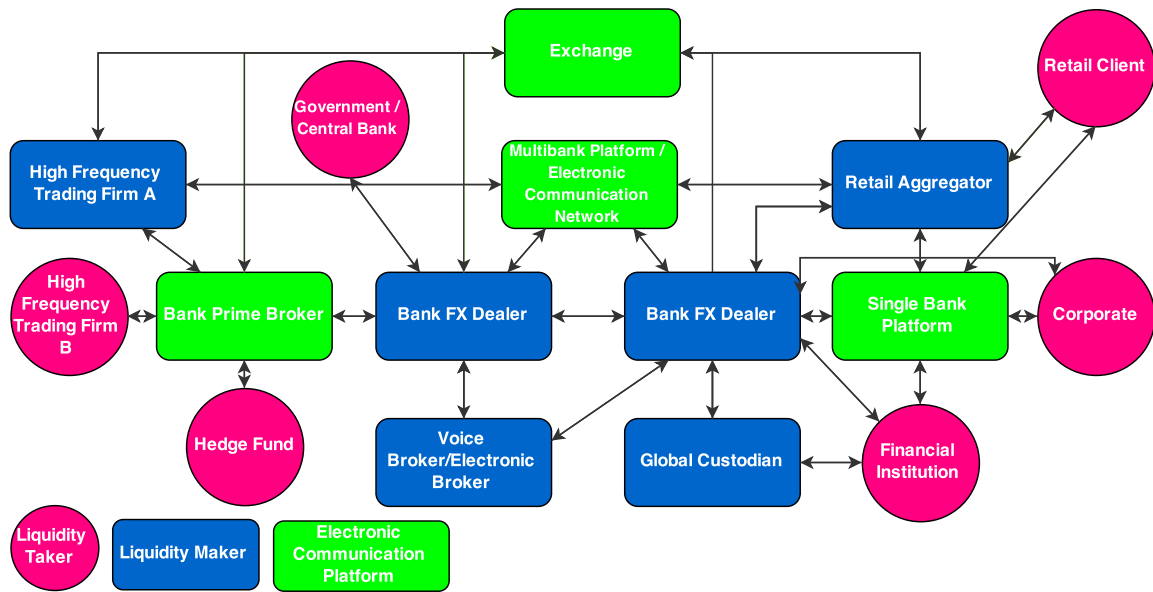 Exchange
Retail Client
Government /
Central Bank
High Frequency
Trading Firm A
Multibank Platform /
Electronic
Communication
Network
Retail Aggregator
High
Frequency
Trading Firm
B
Bank Prime Broker
Bank FX Dealer
Bank FX Dealer
Single Bank
Platform
Corporate
Hedge Fund
Voice
Broker/Electronic
Broker
Global Custodian
Financial
Institution
Liquidity
Taker
Liquidity Maker
Electronic
Communication
Platform